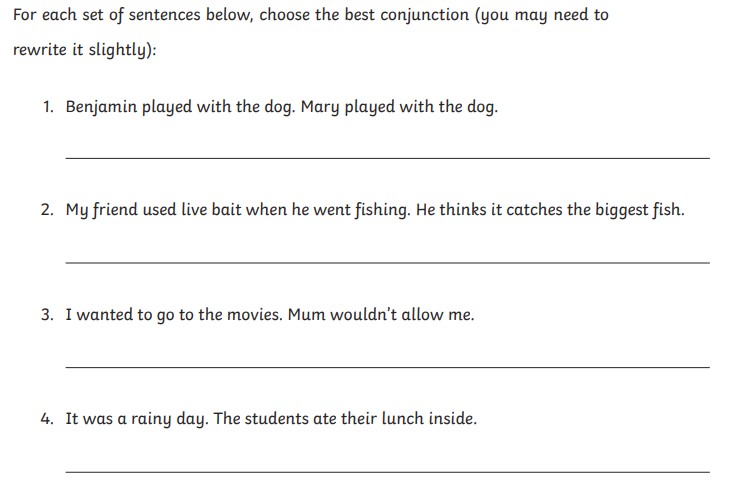 For each set of sentences below, choose the best conjunction (you may need to
rewrite it slightly):
1. Benjamin played with the dog. Mary played with the dog.
2. My friend used live bait when he went fishing. He thinks it catches the biggest fish.
3. I wanted to go to the movies. Mum wouldn't allow me.
4. It was a rainy day. The students ate their lunch inside.